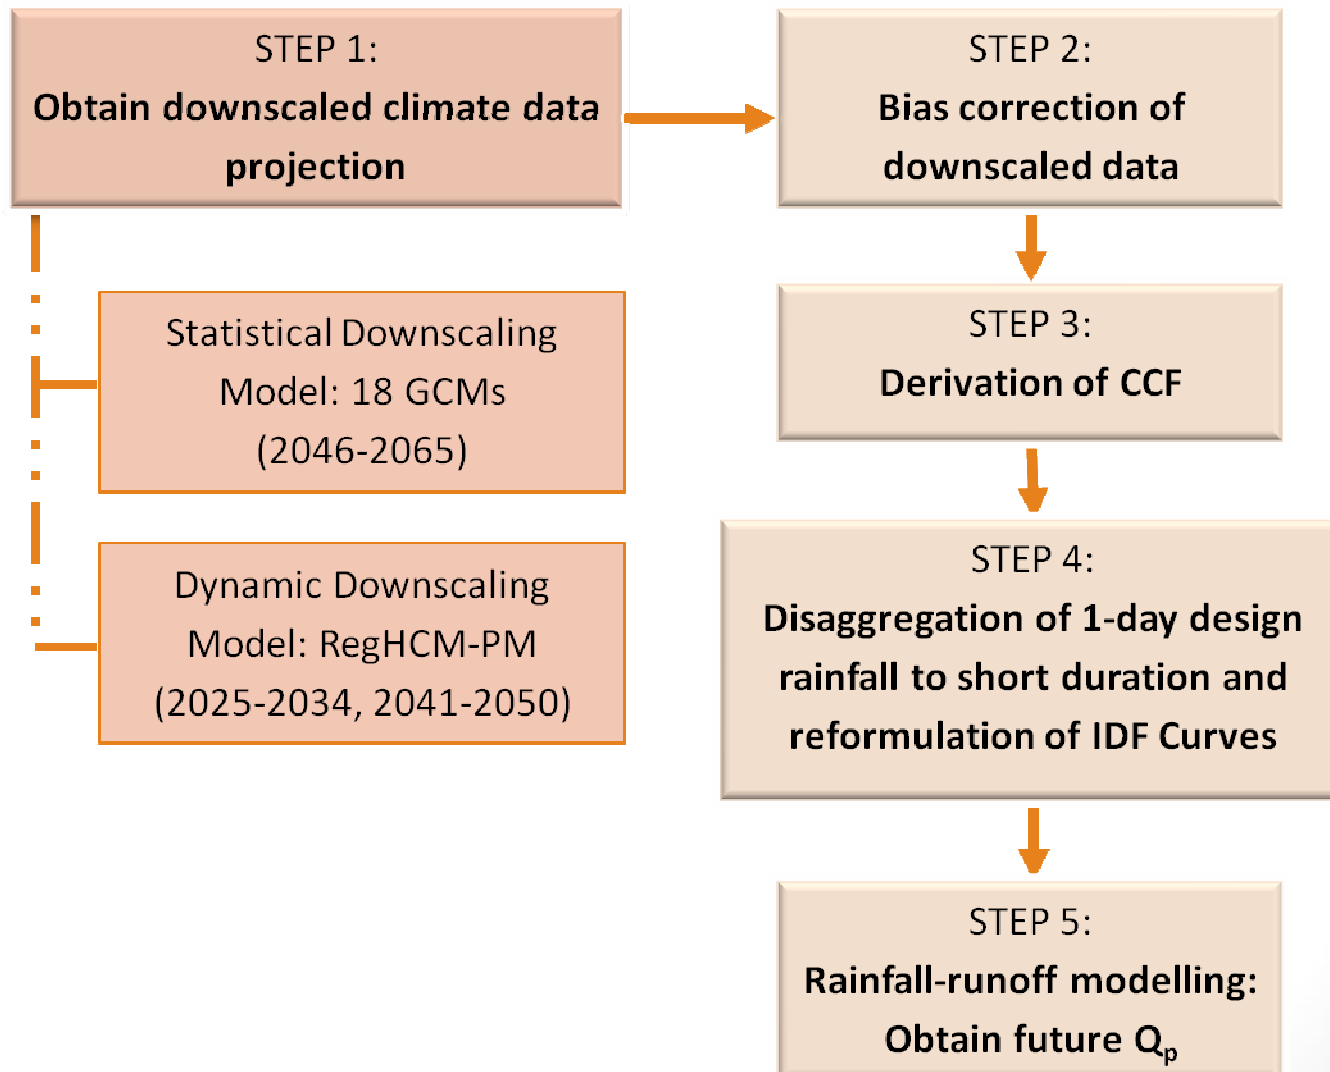 STEP 1:
Obtain downscaled climate data
projection
Statistical Downscaling
Model: 18 GCMs
(2046-2065)
Dynamic Downscaling
Model: RegHCM-PM
(2025-2034, 2041-2050)
STEP 2:
Bias correction of
downscaled data
STEP 3:
Derivation of CCF
STEP 4:
Disaggregation of 1-day design
rainfall to short duration and
reformulation of IDF Curves
STEP 5:
Rainfall-runoff modelling:
Obtain future Qp